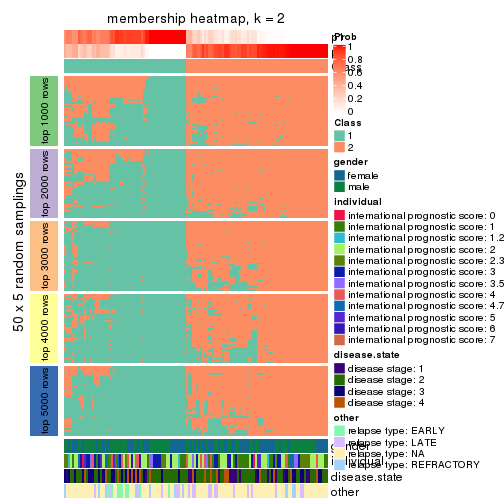 membership heatmap, k = 2
50 x 5 random samplings
top 1000 rows
top 2000 rows
top 3000 rows
top 4000 rows
top 5000 rows
Prob
1
0.8
0.6
0.4
0.2
0
Class
1
2
gender
female
male
individual
international prognostic score: 0
international prognostic score: 1
international prognostic score: 1.2
international prognostic score: 2
international prognostic score: 2.3
international prognostic score: 3
international prognostic score: 3.5
international prognostic score: 4
international prognostic score: 4.7
international prognostic score: 5
international prognostic score: 6
international prognostic score: 7
disease.state
disease stage: 1
disease stage: 2
disease stage: 3
disease stage: 4
other
relapse type: EARLY
relapse type: LATE
relapse type: NA
relapse type: REFRACTORY
gender
individual
disease.state
other